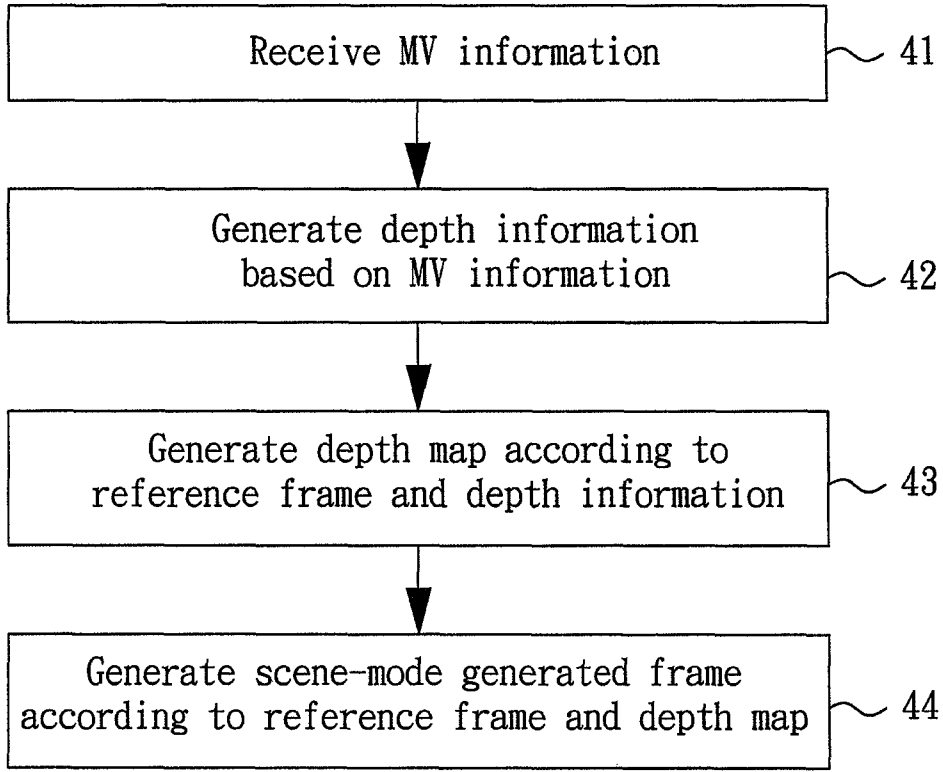 Receive MV information
41
Generate depth information
based on MV information
42
Generate depth map according to
reference frame and depth information
43
Generate scene-mode generated frame
according to reference frame and depth map
44